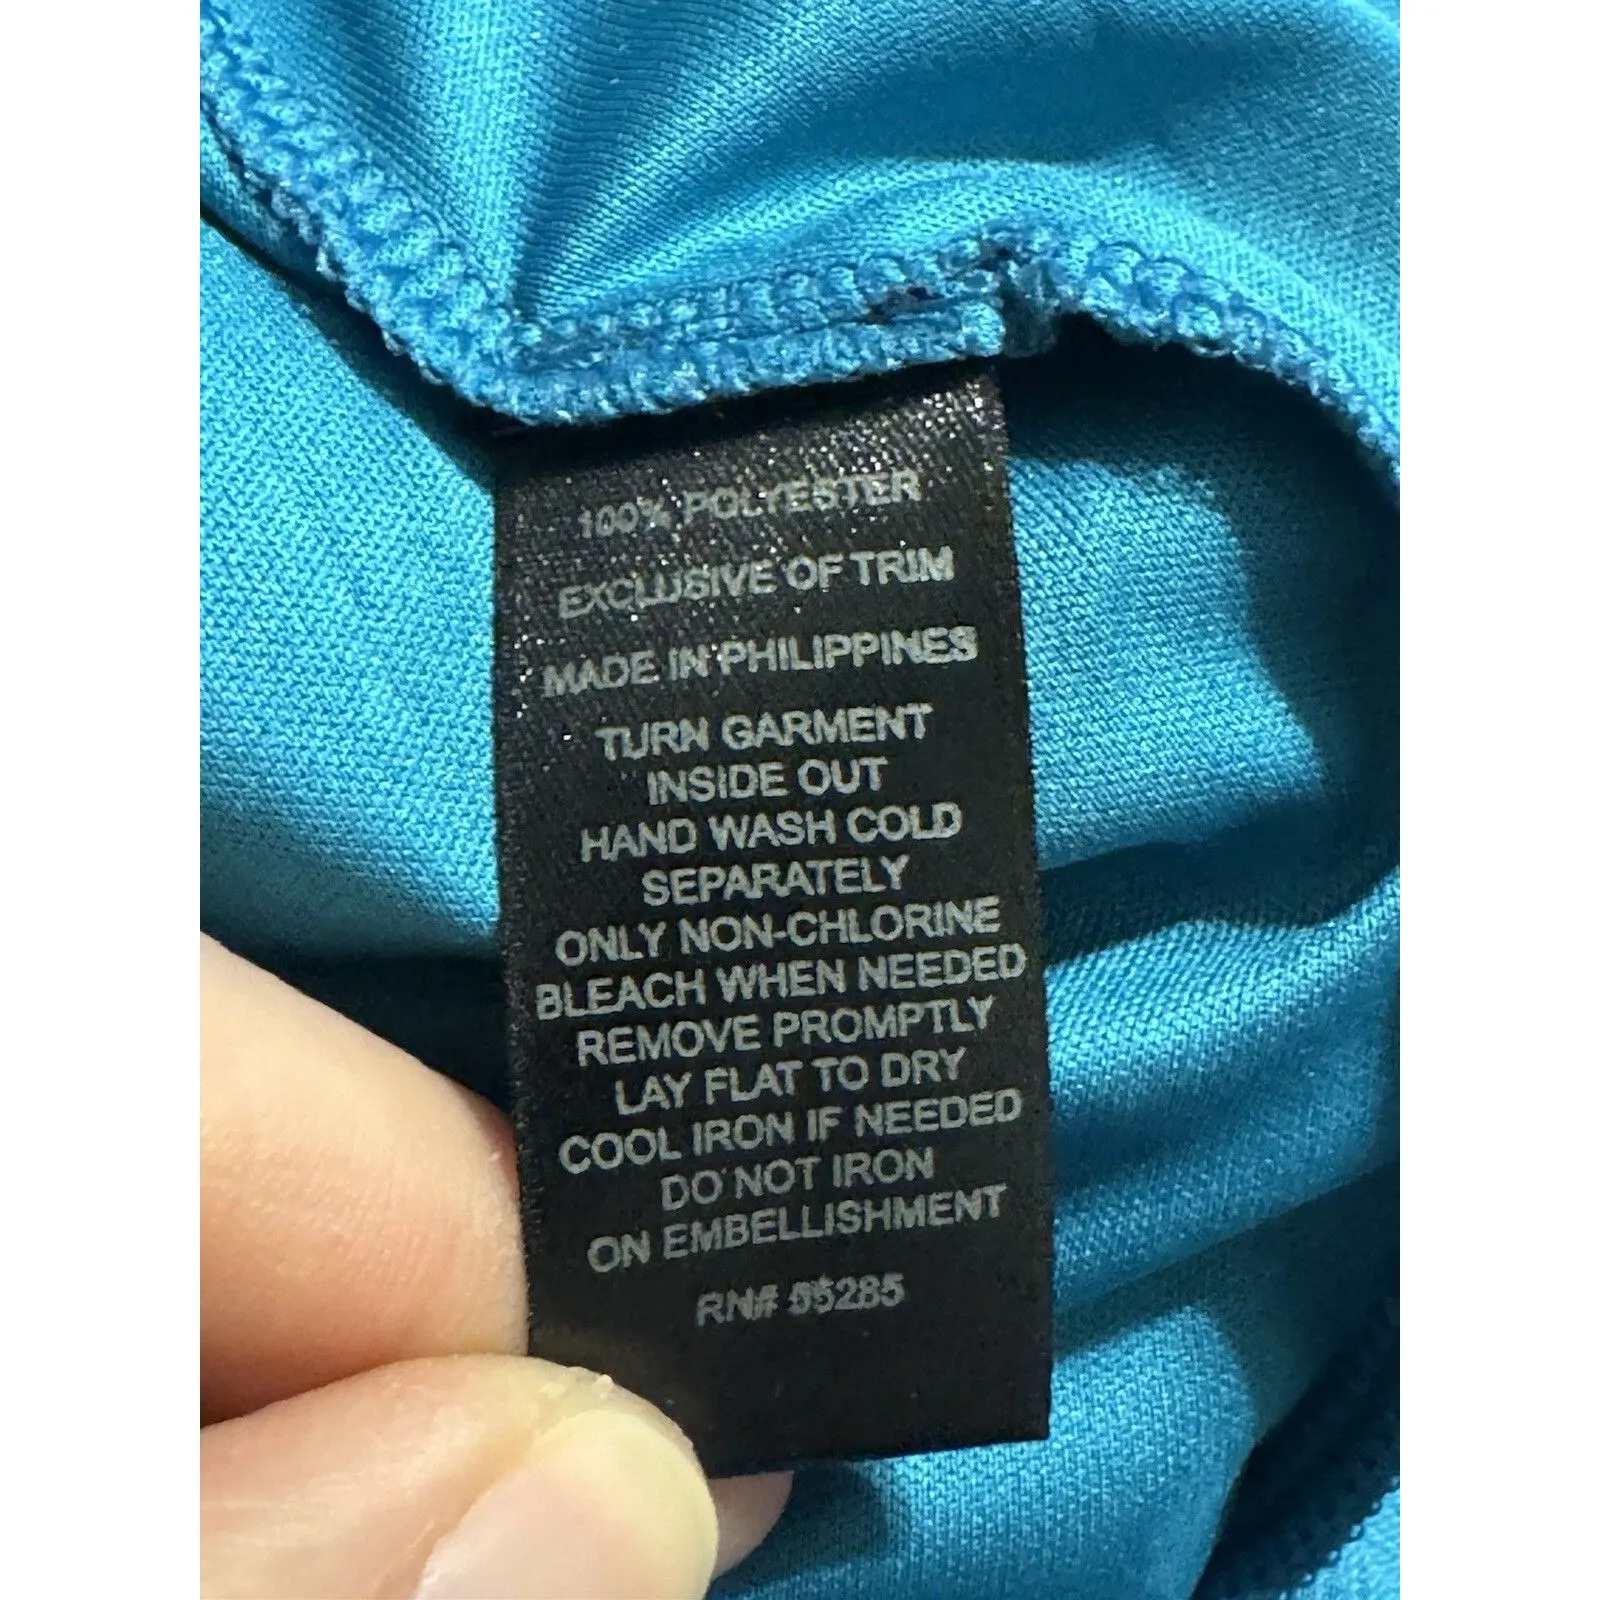 100% POLYESTER
EXCLUSIVE OF TRIM
MADE IN PHILIPPINES
TURN GARMENT
INSIDE OUT
HAND WASH COLD
SEPARATELY
ONLY NON-CHLORINE
BLEACH WHEN NEEDED
REMOVE PROMPTLY
LAY FLAT TO DRY
COOL IRON IF NEEDED
DO NOT IRON
ON EMBELLISHMENT
RN#